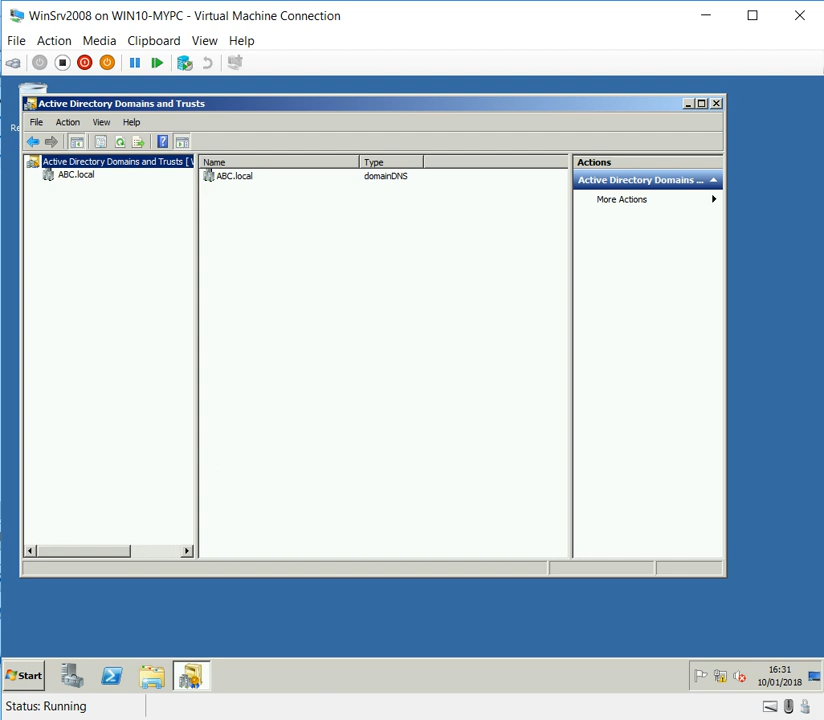 WinSrv2008 on WIN10-MYPC - Virtual Machine Connection
File Action Media Clipboard View Help
Active Directory Domains and Trusts
File Action View Help
Active Directory Domains and Trusts [
ABC.local
Name Type
ABC.local domainDNS
Actions
Active Directory Domains ...
More Actions
Start
16:31
10/01/2018
Status: Running